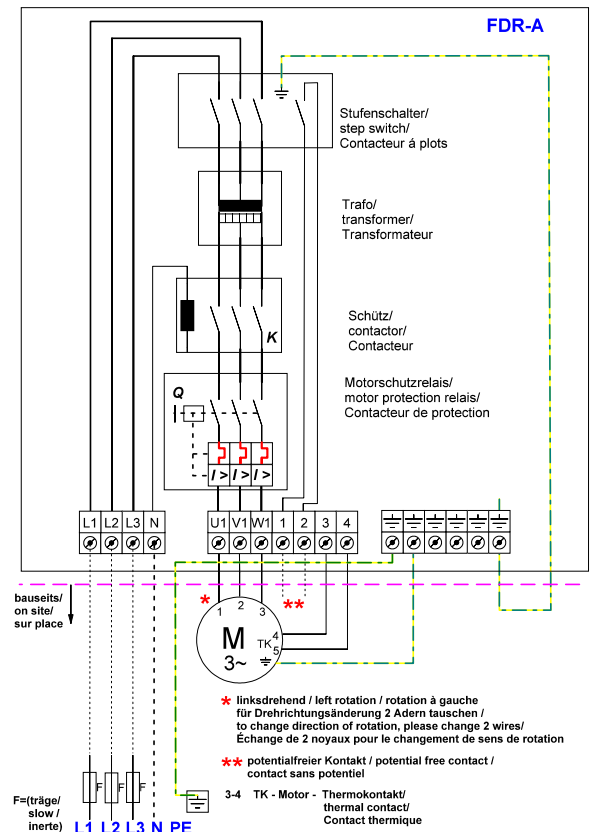 FDR-A
Stufenschalter/
step switch/
Contacteur á plots
Trafo/
transformer/
Transformateur
Schütz/
contactor/
Contacteur
K
Motorschutzrelais/
motor protection relais/
Contacteur de protection
Q
I > I > I >
L1 L2 L3 N U1 V1 W1 1 2 3 4
bauseits/
on site/
sur place
* 1 2 3 **
M
3~
TK 4
5
* linksdrehend / left rotation / rotation à gauche
für Drehrichtungsänderung 2 Adern tauschen /
to change direction of rotation, please change 2 wires/
Échange de 2 noyaux pour le changement de sens de rotation
** potentialfreier Kontakt / potential free contact /
contact sans potentiel
3-4 TK - Motor - Thermokontakt/
thermal contact/
Contact thermique
F F F
F=(träge/
slow /
inerte)
L1 L2 L3 N PE